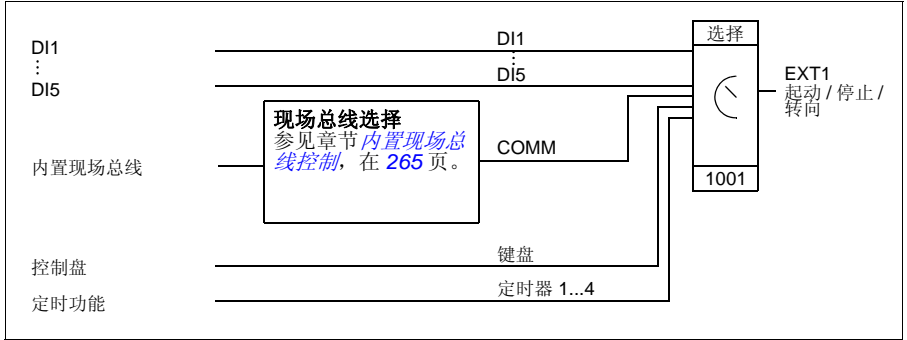 DI1
⋮
DI5
内置现场总线
控制盘
定时功能
现场总线选择
参见章节内置现场总
线控制，在 265 页。
DI1
⋮
DI5
COMM
键盘
定时器 1...4
选择
1001
EXT1
起动 / 停止 /
转向